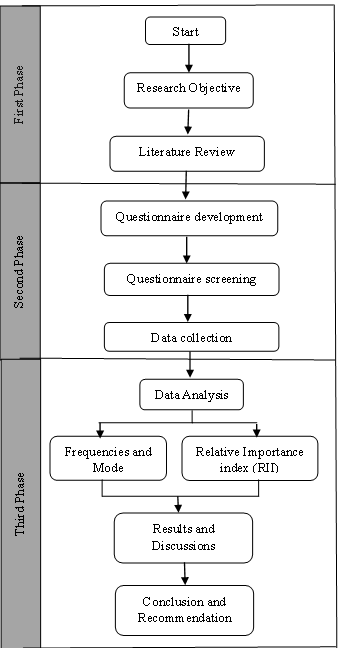 First Phase
Start
Research Objective
Literature Review
Second Phase
Questionnaire development
Questionnaire screening
Data collection
Third Phase
Data Analysis
Frequencies and
Mode
Relative Importance
index (RII)
Results and
Discussions
Conclusion and
Recommendation